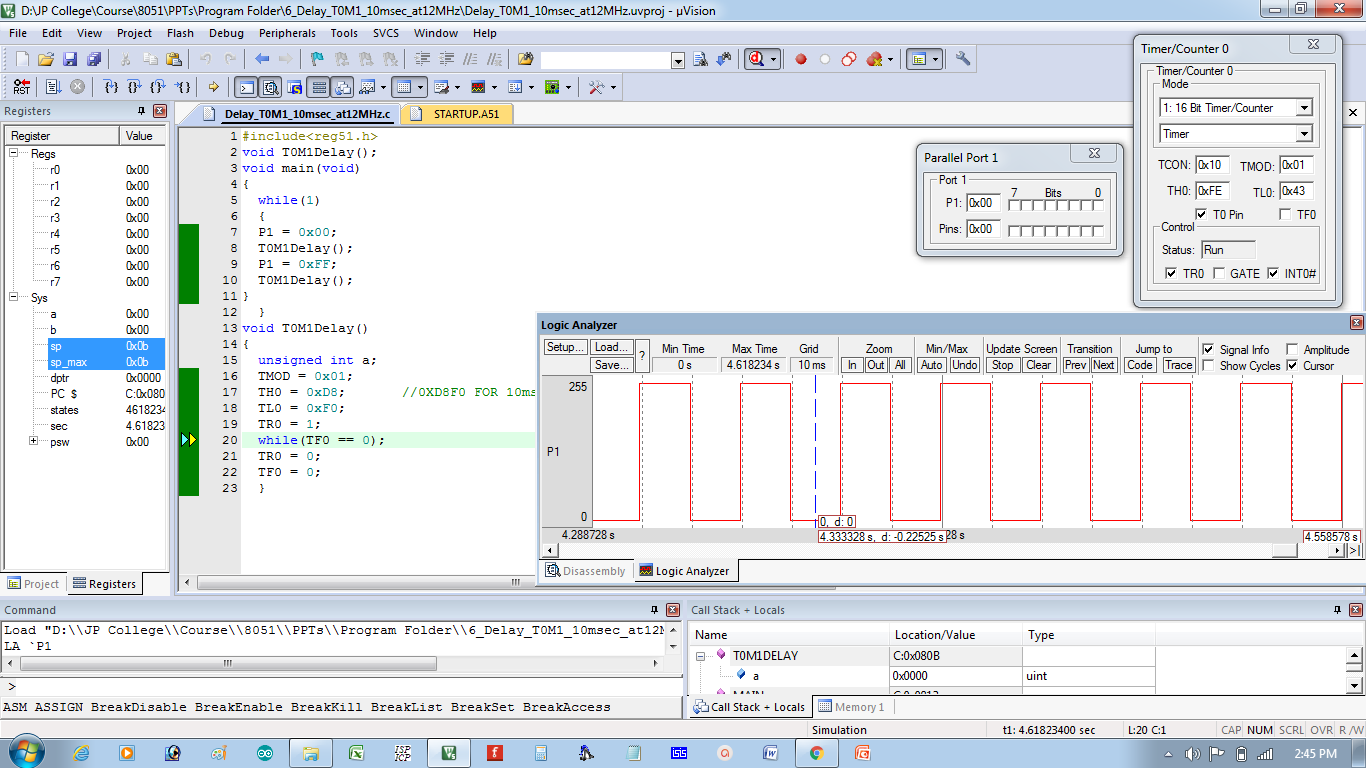 D:\JP College\Course\8051\PPTs\Program Folder\6_Delay_T0M1_10msec_at12MHz\Delay_T0M1_10msec_at12MHz.uvproj - µVision
File Edit View Project Flash Debug Peripherals Tools SVCS Window Help
RST
Registers
Register Value
Regs
r0 0x00
r1 0x00
r2 0x00
r3 0x00
r4 0x00
r5 0x00
r6 0x00
r7 0x00
Sys
a 0x00
b 0x00
sp 0x0b
sp_max 0x0b
dptr 0x0000
PC $ C:0x080
states 4618234
sec 4.61823
psw 0x00
Project Registers
Delay_T0M1_10msec_at12MHz.c STARTUP.A51
1 #include<reg51.h>
2 void T0M1Delay();
3 void main(void)
4 {
5 while(1)
6 {
7 P1 = 0x00;
8 T0M1Delay();
9 P1 = 0xFF;
10 T0M1Delay();
11 }
12 }
13 void T0M1Delay()
14 {
15 unsigned int a;
16 TMOD = 0x01;
17 TH0 = 0xD8; //0XD8F0 FOR 10ms
18 TL0 = 0xF0;
19 TR0 = 1;
20 while(TF0 == 0);
21 TR0 = 0;
22 TF0 = 0;
23 }
Parallel Port 1
Port 1
7 Bits 0
P1: 0x00
Pins: 0x00
Timer/Counter 0
Timer/Counter 0
Mode
1: 16 Bit Timer/Counter
Timer
TCON: 0x10 TMOD: 0x01
TH0: 0xFE TL0: 0x43
T0 Pin TF0
Control
Status: Run
TR0 GATE INT0#
Logic Analyzer
Setup... Load... Save... ?
Min Time Max Time Grid Zoom Min/Max Update Screen Transition Jump to Signal Info Amplitude
0 s 4.618234 s 10 ms In Out All Auto Undo Stop Clear Prev Next Code Trace Show Cycles Cursor
255
P1
0
0, d: 0
4.288728 s 4.333328 s, d: -0.22525 s 28 s 4.558578 s
Disassembly Logic Analyzer
Command
Load "D:\\JP College\\Course\\8051\\PPTs\\Program Folder\\6_Delay_T0M1_10msec_at12M
LA `P1
>
ASM ASSIGN BreakDisable BreakEnable BreakKill BreakList BreakSet BreakAccess
Call Stack + Locals
Name Location/Value Type
T0M1DELAY C:0x080B
a 0x0000 uint
Call Stack + Locals Memory 1
Simulation t1: 4.61823400 sec L:20 C:1 CAP NUM SCRL OVR R/W
ISP
ICP
ISIS
2:45 PM